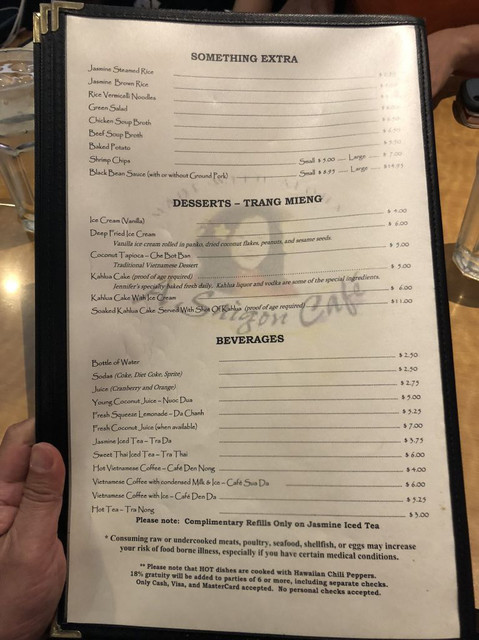 SOMETHING EXTRA
Jasmine Steamed Rice
Jasmine Brown Rice
Rice Vermicelli Noodles
Green Salad
Chicken Soup Broth
Beef Soup Broth
Baked Potato
Shrimp Chips Small $ 5.00 Large $ 7.00
Black Bean Sauce (with or without Ground Pork) Small $ 8.95 Large
DESSERTS – TRANG MIENG
Ice Cream (Vanilla) $ 4.00
Deep Fried Ice Cream $ 6.00
Vanilla ice cream rolled in panko, dried coconut flakes, peanuts, and sesame seeds.
Coconut Tapioca – Che Bot Ban $ 5.00
Traditional Vietnamese Dessert
Kahlua Cake (proof of age required) $ 5.00
Jennifer's specialty baked fresh daily. Kahlua liquor and vodka are some of the special ingredients.
Kahlua Cake With Ice Cream $ 6.00
Soaked Kahlua Cake Served With Shot Of Kahlua (proof of age required) $11.00
A Saigon Cafe
BEVERAGES
Bottle of Water $ 2.50
Sodas (Coke, Diet Coke, Sprite) $ 2.50
Juice (Cranberry and Orange) $ 2.75
Young Coconut Juice – Nuoc Dua $ 5.00
Fresh Squeeze Lemonade – Da Chanh $ 5.25
Fresh Coconut Juice (when available) $ 7.00
Jasmine Iced Tea – Tra Da $ 3.75
Sweet Thai Iced Tea – Tra Thai $ 6.00
Hot Vietnamese Coffee – Café Den Nong $ 4.00
Vietnamese Coffee with condensed Milk & Ice – Café Sua Da $ 6.00
Vietnamese Coffee with Ice – Café Den Da $ 5.25
Hot Tea – Tra Nong $ 3.00
Please note: Complimentary Refills Only on Jasmine Iced Tea
* Consuming raw or undercooked meats, poultry, seafood, shellfish, or eggs may increase
your risk of food borne illness, especially if you have certain medical conditions.
** Please note that HOT dishes are cooked with Hawaiian Chili Peppers.
18% gratuity will be added to parties of 6 or more, including separate checks.
Only Cash, Visa, and MasterCard accepted. No personal checks accepted.